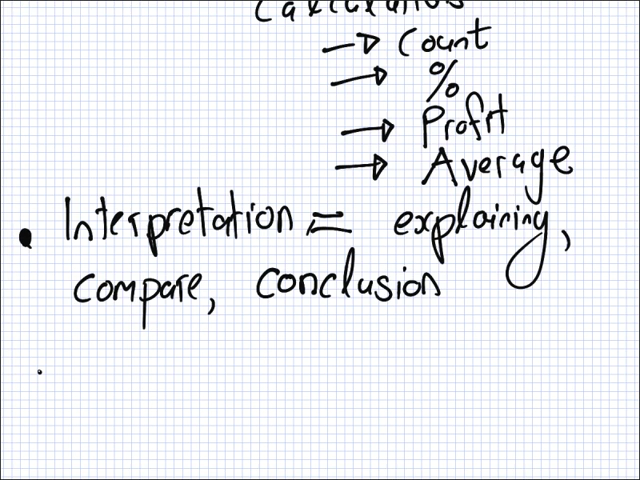 → Count
→ %
→ Profit
→ Average
• Interpretation = explaining,
compare, conclusion